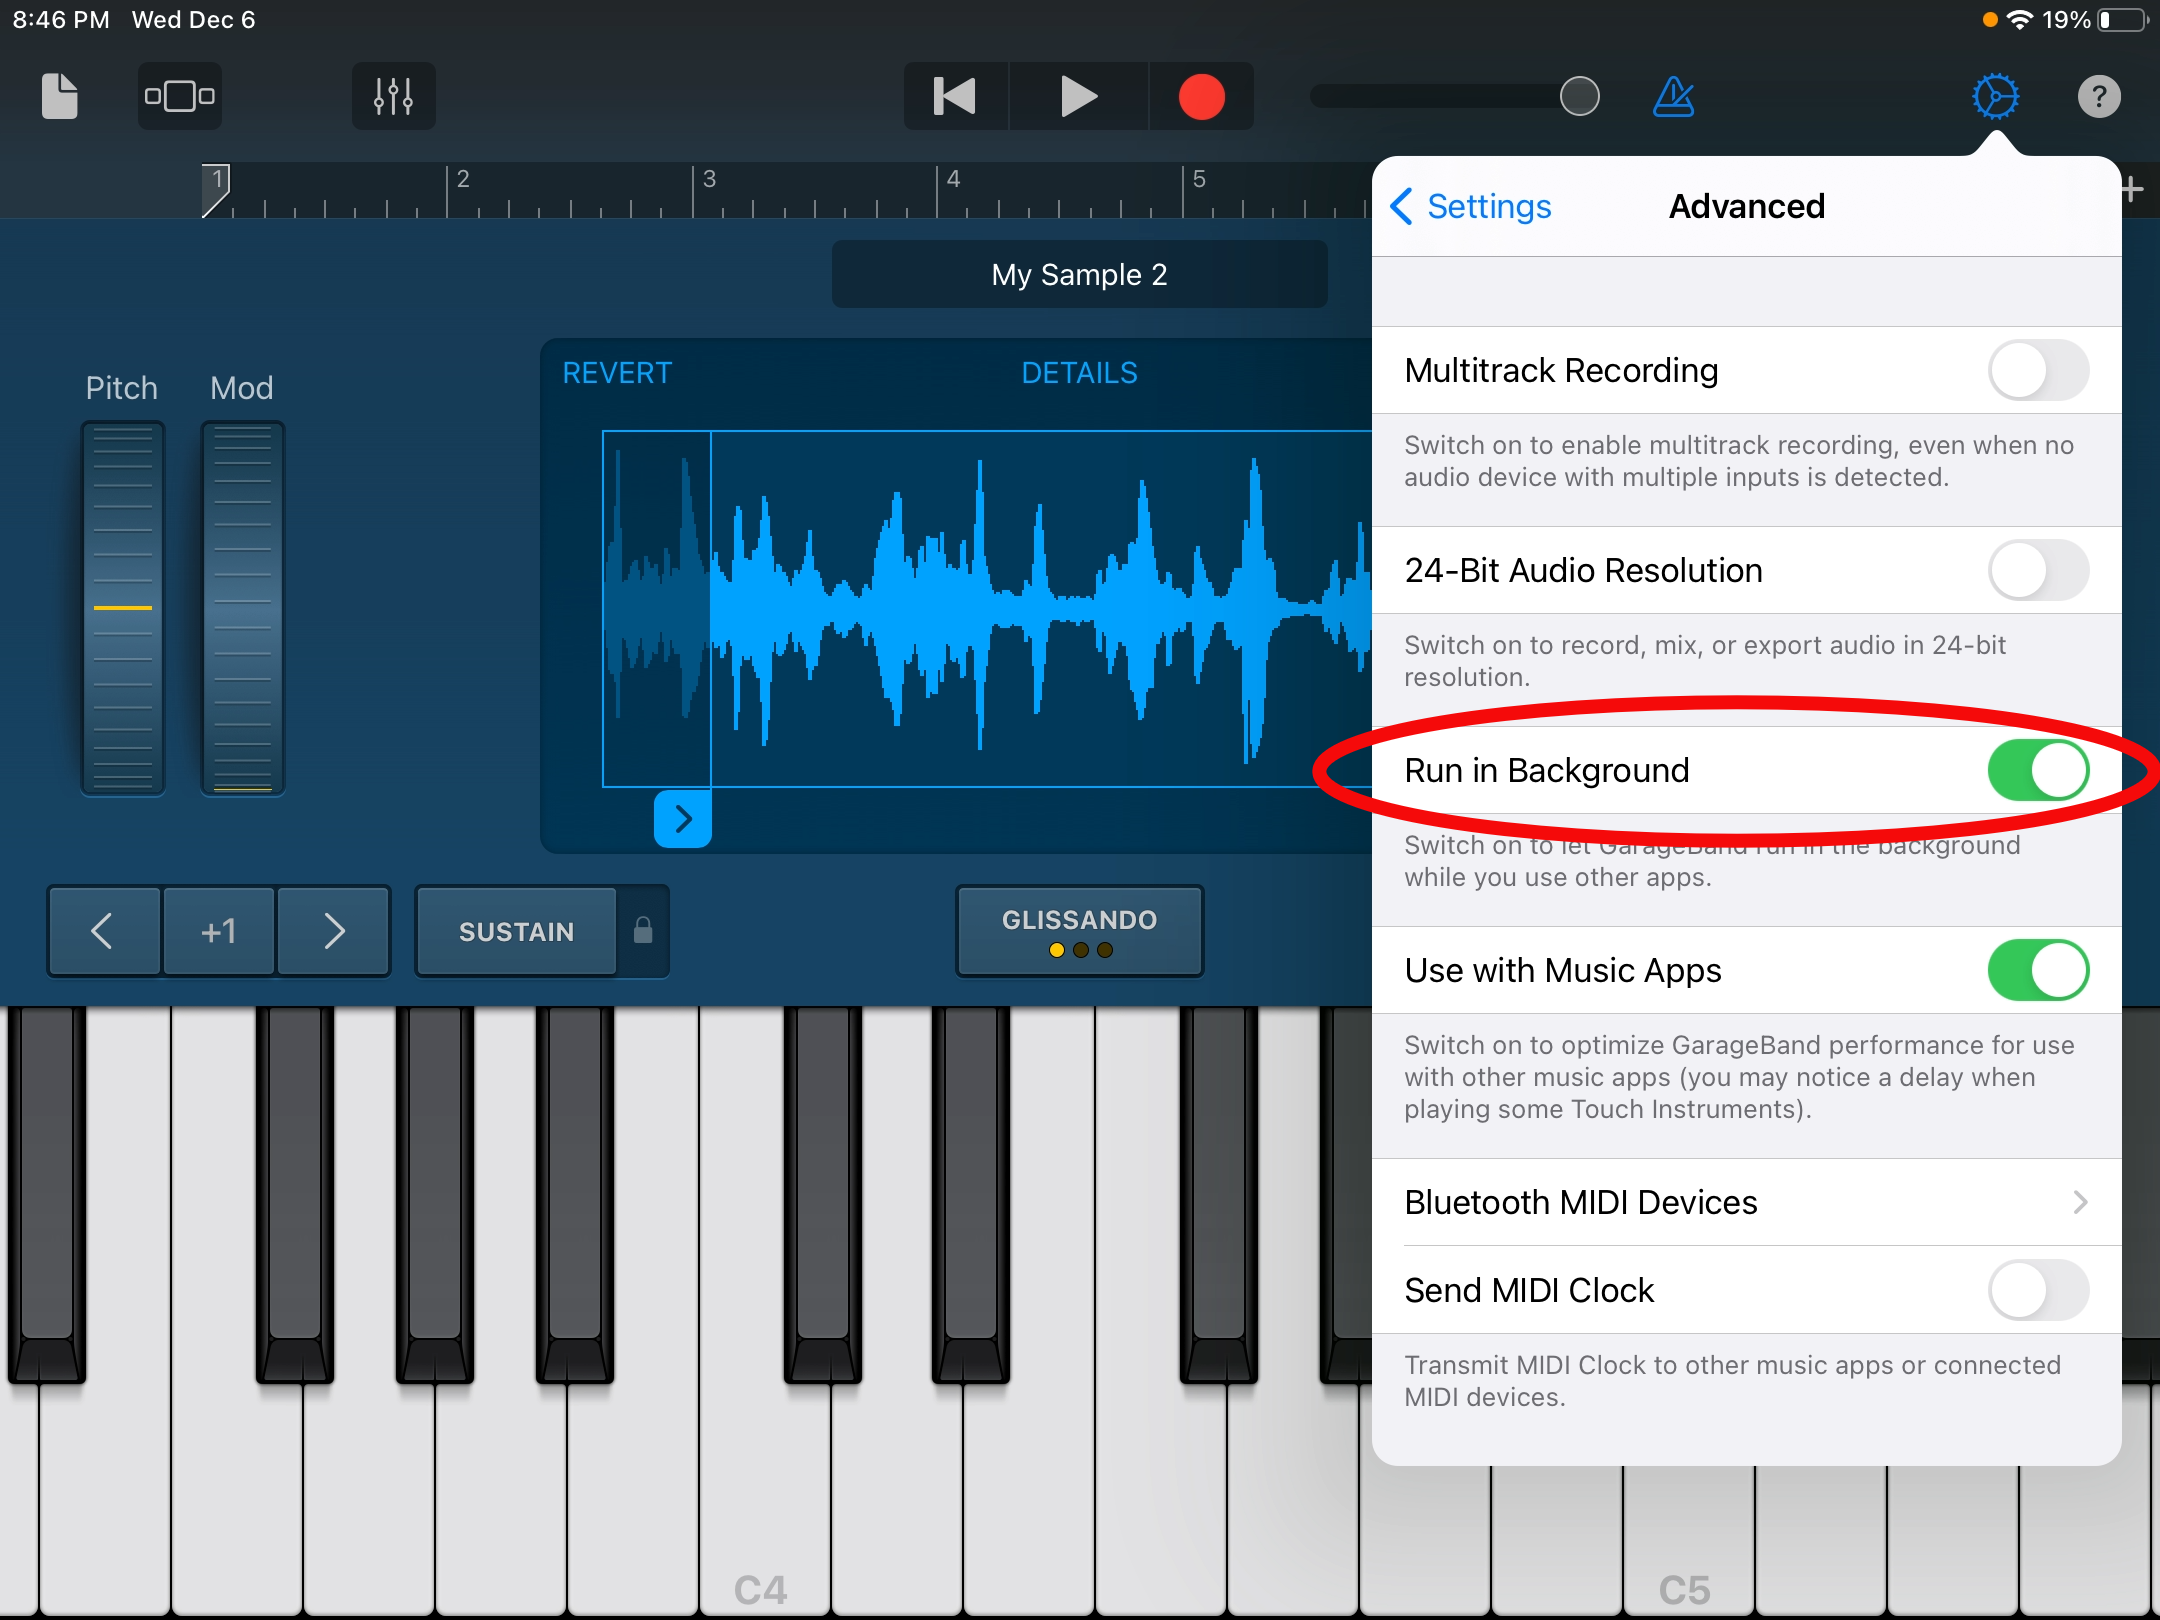 8:46 PM Wed Dec 6
19%
?
1 2 3 4 5
+
My Sample 2
Pitch Mod
REVERT DETAILS
+1
SUSTAIN
GLISSANDO
C4 C5
Settings Advanced
Multitrack Recording
Switch on to enable multitrack recording, even when no
audio device with multiple inputs is detected.
24-Bit Audio Resolution
Switch on to record, mix, or export audio in 24-bit
resolution.
Run in Background
Switch on to let GarageBand run in the background
while you use other apps.
Use with Music Apps
Switch on to optimize GarageBand performance for use
with other music apps (you may notice a delay when
playing some Touch Instruments).
Bluetooth MIDI Devices
Send MIDI Clock
Transmit MIDI Clock to other music apps or connected
MIDI devices.